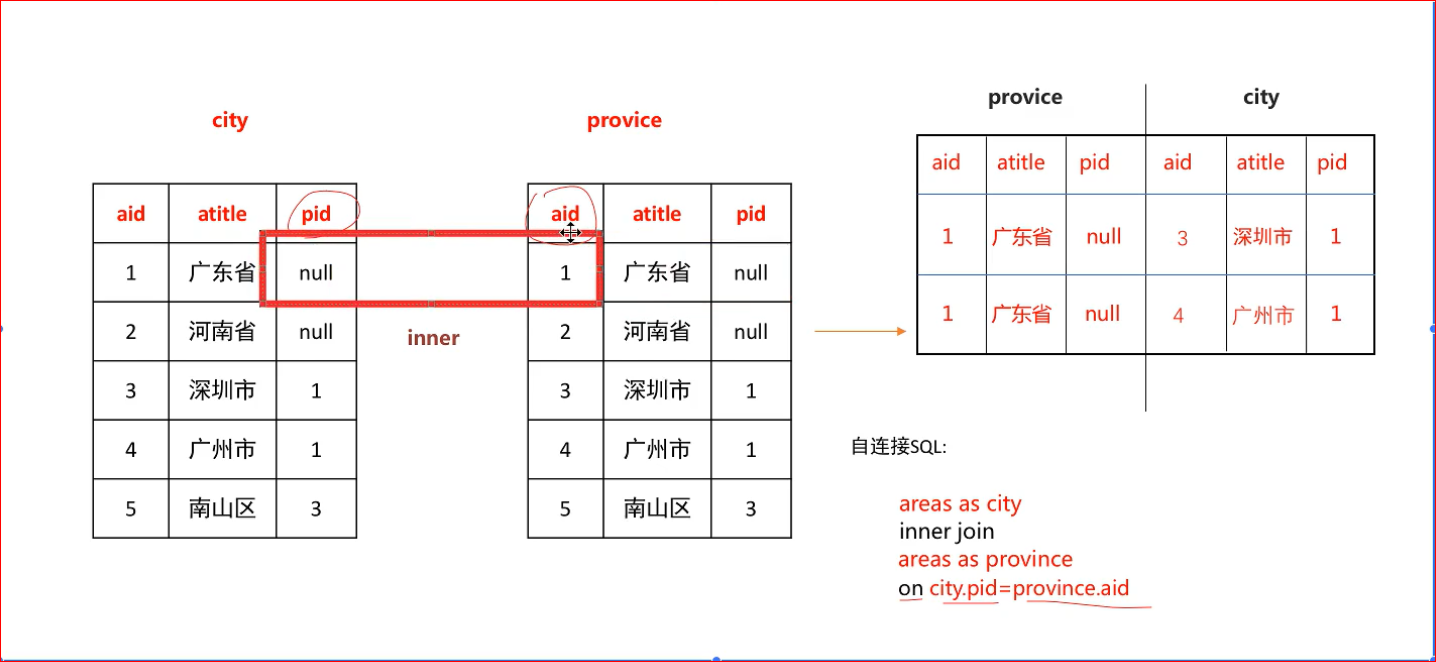 city
provice
aid atitle pid
1 广东省 null
2 河南省 null
3 深圳市 1
4 广州市 1
5 南山区 3
inner
aid atitle pid
1 广东省 null
2 河南省 null
3 深圳市 1
4 广州市 1
5 南山区 3
provice city
aid atitle pid aid atitle pid
1 广东省 null 3 深圳市 1
1 广东省 null 4 广州市 1
自连接SQL:
areas as city
inner join
areas as province
on city.pid=province.aid